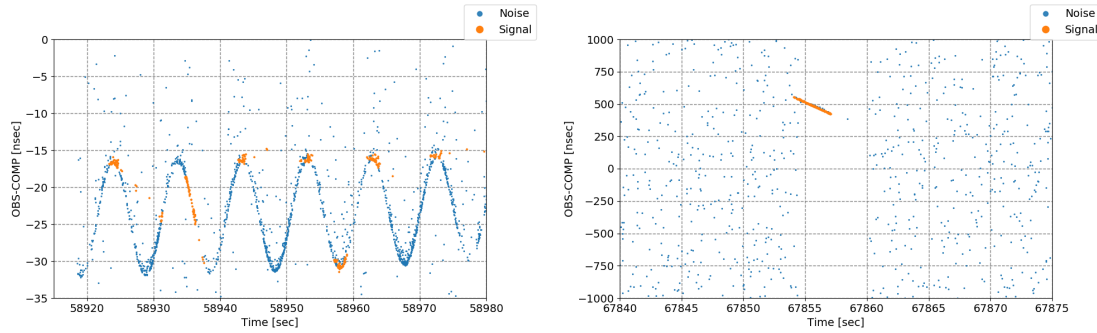 Noise
Signal
0
−5
−10
−15
−20
−25
−30
−35
OBS-COMP [nsec]
58920 58930 58940 58950 58960 58970 58980
Time [sec]
Noise
Signal
1000
750
500
250
0
−250
−500
−750
−1000
OBS-COMP [nsec]
67840 67845 67850 67855 67860 67865 67870 67875
Time [sec]